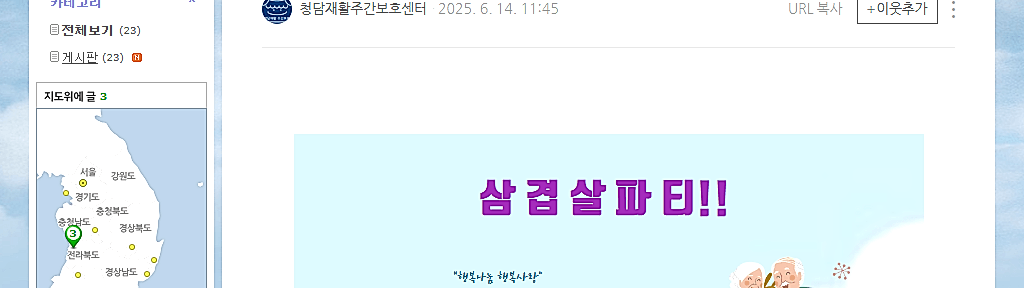 카테고리
전체보기 (23)
게시판 (23) N
지도위에 글 3
서울
강원도
경기도
충청북도
충청남도
경상북도
3
전라북도
경상남도
청담재활주간보호센터 · 2025. 6. 14. 11:45
URL 복사
+이웃추가
삼겹살 파티!!
"행복나눔 행복사랑"